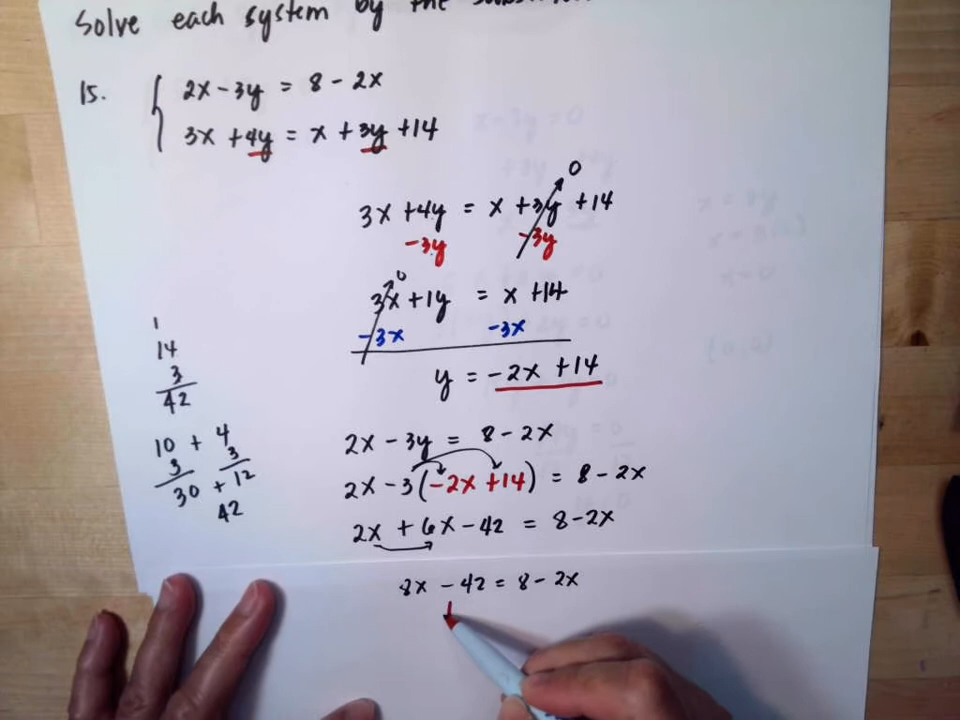 Solve each system by the
15. 2x - 3y = 8 - 2x
3x + 4y = x + 3y + 14
0
3x + 4y = x + 3y + 14
-3y -3y
0
3x + 1y = x + 14
-3x -3x
y = -2x + 14
1
14
3
42
10 + 4
3 3
30 + 12
42
2x - 3y = 8 - 2x
2x - 3(-2x + 14) = 8 - 2x
2x + 6x - 42 = 8 - 2x
8x - 42 = 8 - 2x